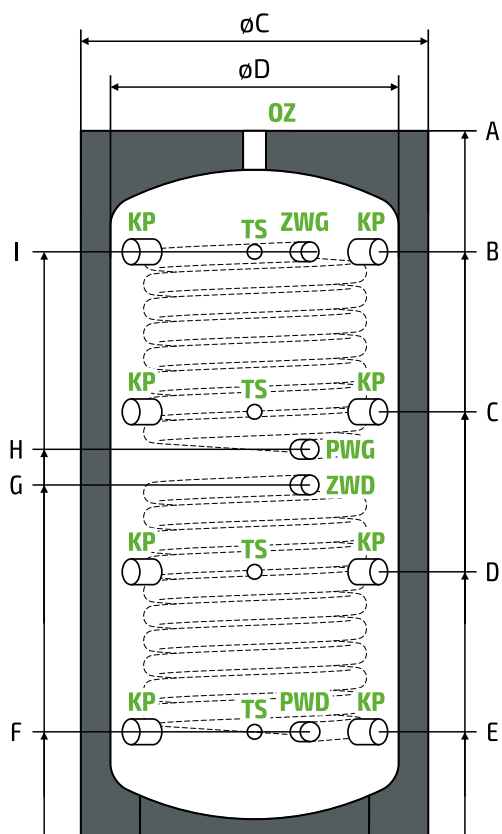 øC
øD
OZ
A
KP TS ZWG KP
I B
KP TS KP
C
H PWG
G ZWD
KP TS KP
D
KP TS PWD KP
F E